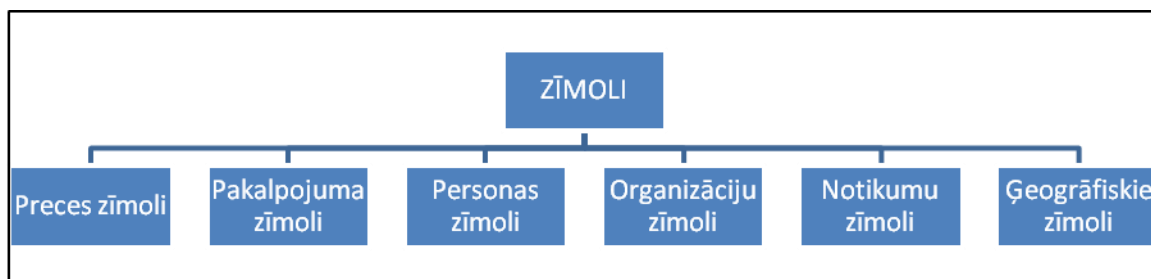 ZĪMOLI
Preces zīmoli
Pakalpojuma
zīmoli
Personas
zīmoli
Organizāciju
zīmoli
Notikumu
zīmoli
Ģeogrāfiskie
zīmoli